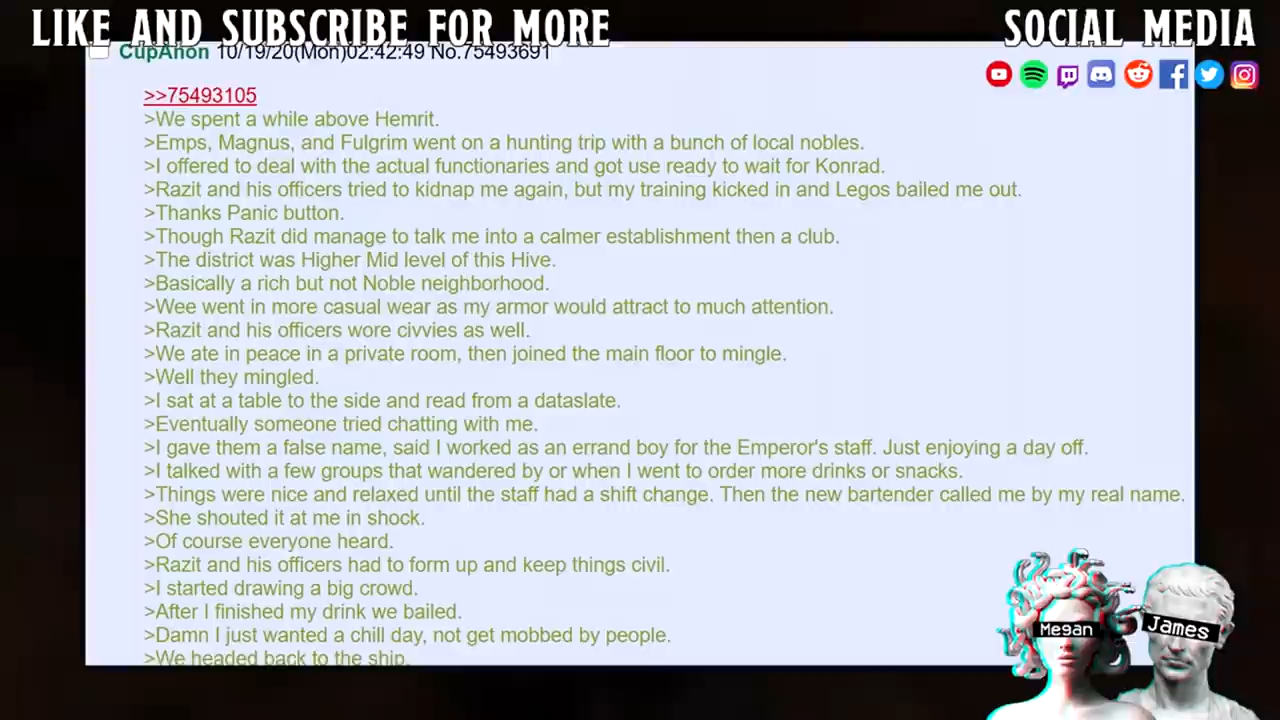 LIKE AND SUBSCRIBE FOR MORE
SOCIAL MEDIA
CupAnon 10/19/20(Mon)02:42:49 No.75493691
>>75493105
>We spent a while above Hemrit.
>Emps, Magnus, and Fulgrim went on a hunting trip with a bunch of local nobles.
>I offered to deal with the actual functionaries and got use ready to wait for Konrad.
>Razit and his officers tried to kidnap me again, but my training kicked in and Legos bailed me out.
>Thanks Panic button.
>Though Razit did manage to talk me into a calmer establishment then a club.
>The district was Higher Mid level of this Hive.
>Basically a rich but not Noble neighborhood.
>Wee went in more casual wear as my armor would attract to much attention.
>Razit and his officers wore civvies as well.
>We ate in peace in a private room, then joined the main floor to mingle.
>Well they mingled.
>I sat at a table to the side and read from a dataslate.
>Eventually someone tried chatting with me.
>I gave them a false name, said I worked as an errand boy for the Emperor's staff. Just enjoying a day off.
>I talked with a few groups that wandered by or when I went to order more drinks or snacks.
>Things were nice and relaxed until the staff had a shift change. Then the new bartender called me by my real name.
>She shouted it at me in shock.
>Of course everyone heard.
>Razit and his officers had to form up and keep things civil.
>I started drawing a big crowd.
>After I finished my drink we bailed.
>Damn I just wanted a chill day, not get mobbed by people.
>We headed back to the ship.
Megan
James